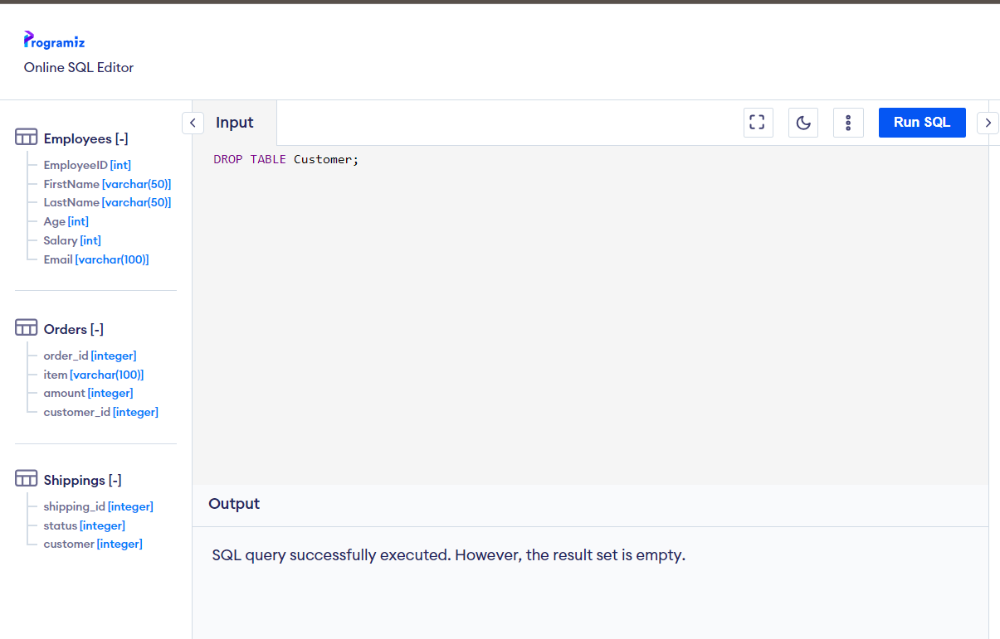 Programiz
Online SQL Editor
Input
Run SQL
Employees [-]
EmployeeID [int]
FirstName [varchar(50)]
LastName [varchar(50)]
Age [int]
Salary [int]
Email [varchar(100)]
Orders [-]
order_id [integer]
item [varchar(100)]
amount [integer]
customer_id [integer]
Shippings [-]
shipping_id [integer]
status [integer]
customer [integer]
DROP TABLE Customer;
Output
SQL query successfully executed. However, the result set is empty.